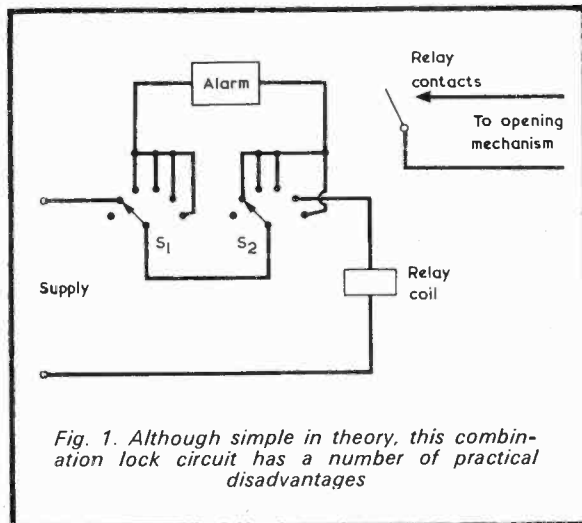 Alarm
Relay
contacts
To opening
mechanism
S1
S2
Supply
Relay
coil
Fig. 1. Although simple in theory, this combin-
ation lock circuit has a number of practical
disadvantages